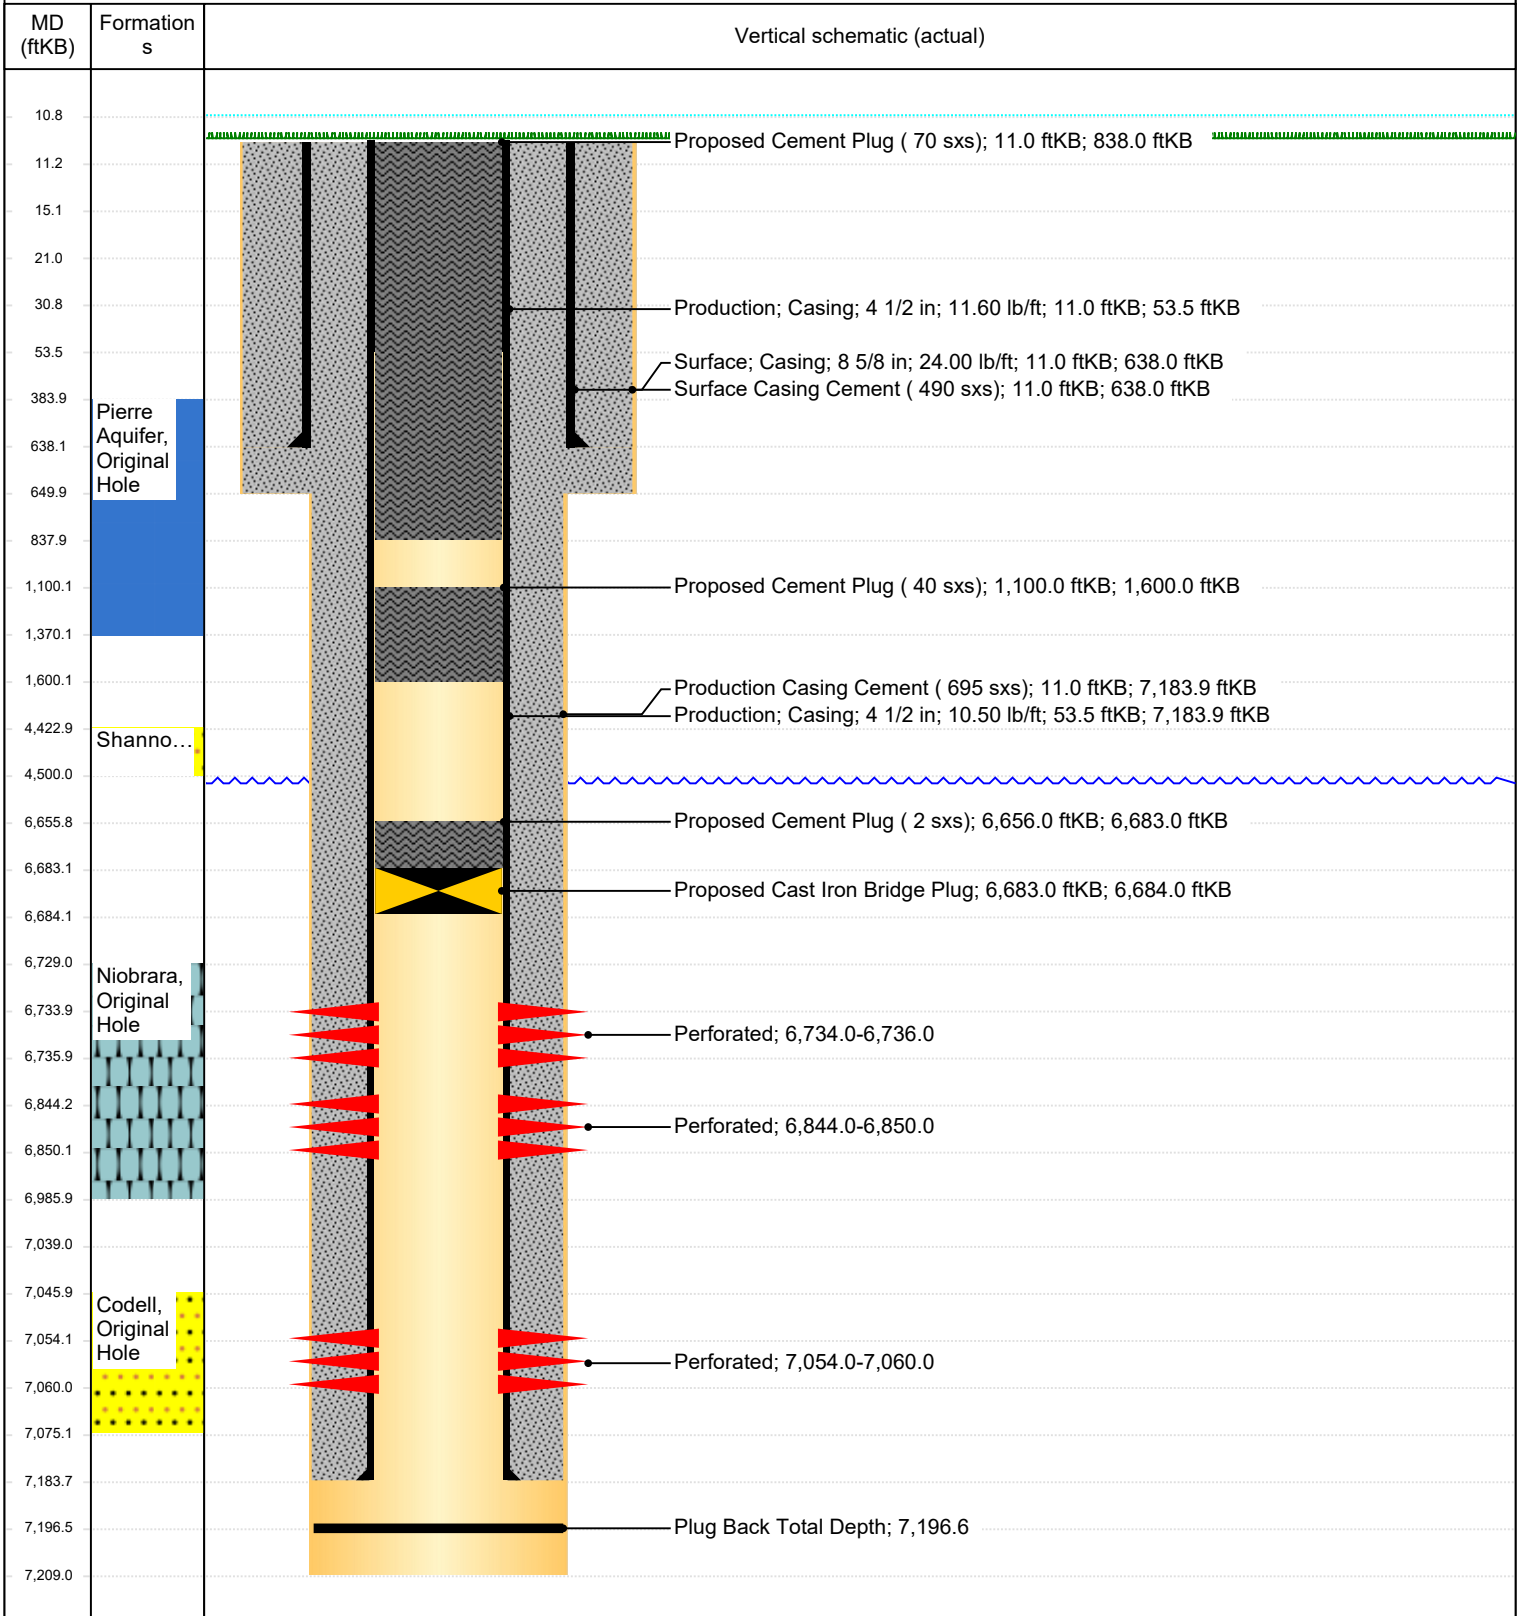 MD
(ftKB)
Formation
s
Vertical schematic (actual)
10.8
Proposed Cement Plug ( 70 sxs); 11.0 ftKB; 838.0 ftKB
11.2
15.1
21.0
30.8
Production; Casing; 4 1/2 in; 11.60 lb/ft; 11.0 ftKB; 53.5 ftKB
53.5
Surface; Casing; 8 5/8 in; 24.00 lb/ft; 11.0 ftKB; 638.0 ftKB
Surface Casing Cement ( 490 sxs); 11.0 ftKB; 638.0 ftKB
383.9
Pierre
Aquifer,
Original
Hole
638.1
649.9
837.9
1,100.1
Proposed Cement Plug ( 40 sxs); 1,100.0 ftKB; 1,600.0 ftKB
1,370.1
1,600.1
Production Casing Cement ( 695 sxs); 11.0 ftKB; 7,183.9 ftKB
Production; Casing; 4 1/2 in; 10.50 lb/ft; 53.5 ftKB; 7,183.9 ftKB
4,422.9
Shanno...
4,500.0
6,655.8
Proposed Cement Plug ( 2 sxs); 6,656.0 ftKB; 6,683.0 ftKB
6,683.1
Proposed Cast Iron Bridge Plug; 6,683.0 ftKB; 6,684.0 ftKB
6,684.1
6,729.0
Niobrara,
Original
Hole
6,733.9
Perforated; 6,734.0-6,736.0
6,735.9
6,844.2
Perforated; 6,844.0-6,850.0
6,850.1
6,985.9
7,039.0
7,045.9
Codell,
Original
Hole
7,054.1
Perforated; 7,054.0-7,060.0
7,060.0
7,075.1
7,183.7
7,196.5
Plug Back Total Depth; 7,196.6
7,209.0